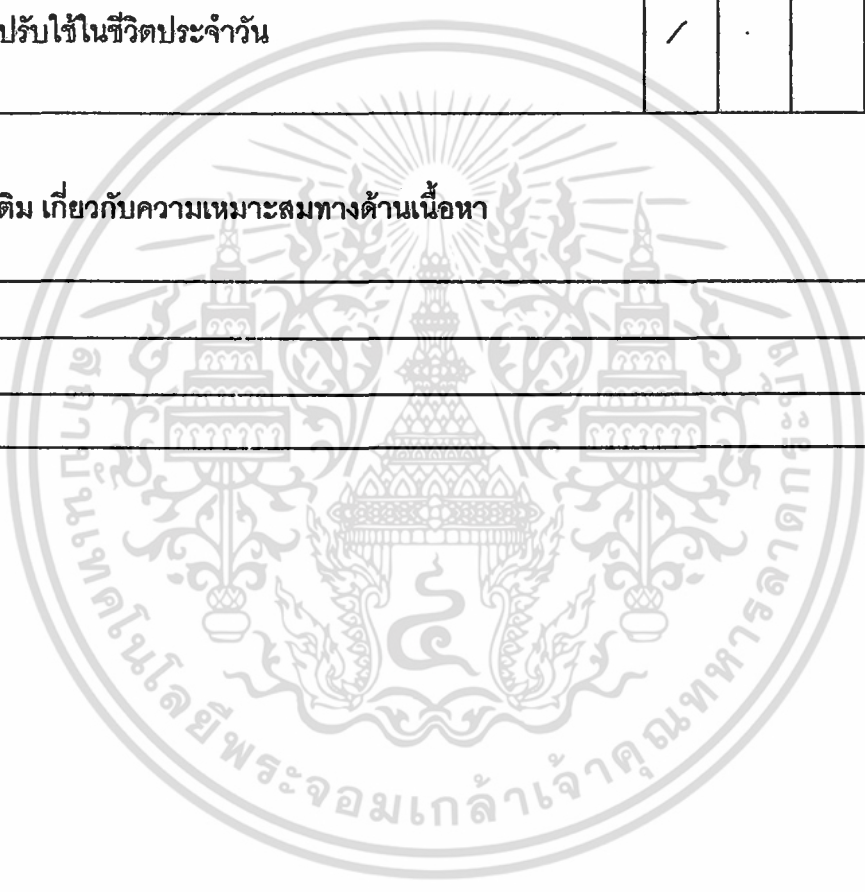 ปรับใช้ในชีวิตประจำวัน /
ติม เกี่ยวกับความเหมาะสมทางด้านเนื้อหา
สถาบันเทคโนโลยีพระจอมเกล้าเจ้าคุณทหารลาดกระบัง